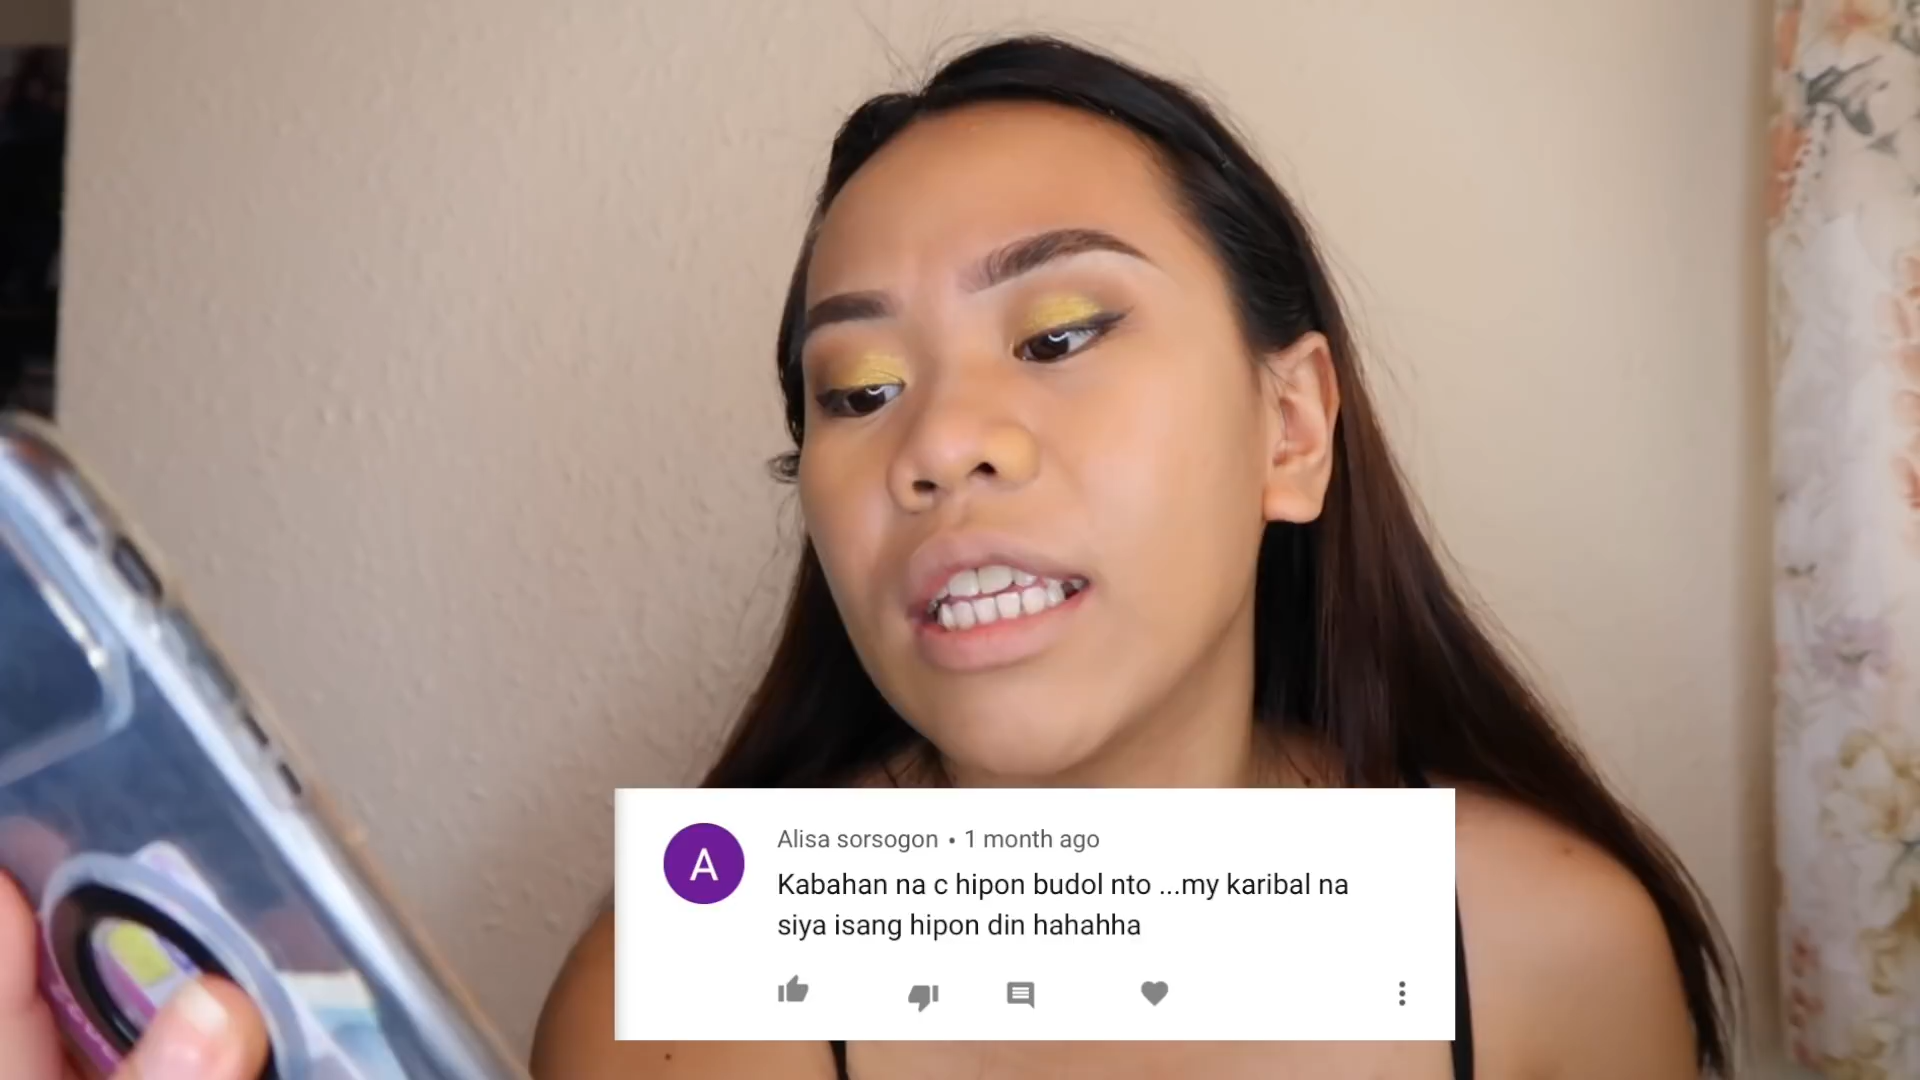 A
Alisa sorsogon • 1 month ago
Kabahan na c hipon budol nto ...my karibal na
siya isang hipon din hahahha